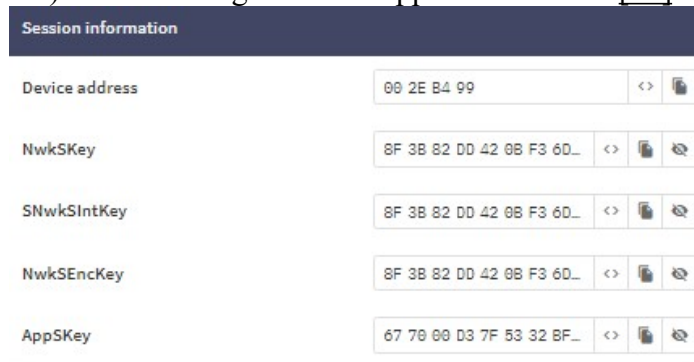 Session information
Device address 00 2E B4 99
NwkSKey 8F 3B 82 DD 42 0B F3 6D…
SNwkSIntKey 8F 3B 82 DD 42 0B F3 6D…
NwkSEncKey 8F 3B 82 DD 42 0B F3 6D…
AppSKey 67 70 00 D3 7F 53 32 BF…